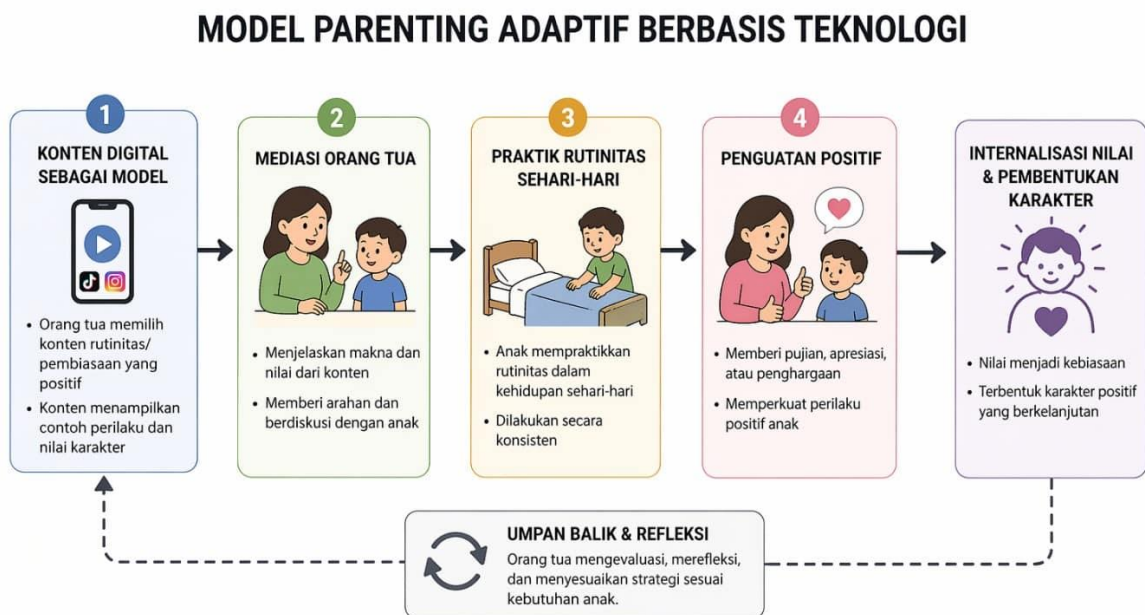 MODEL PARENTING ADAPTIF BERBASIS TEKNOLOGI
1
KONTEN DIGITAL
SEBAGAI MODEL
• Orang tua memilih
konten rutinitas/
pembiasaan yang
positif
• Konten menampilkan
contoh perilaku dan
nilai karakter
2
MEDIASI ORANG TUA
• Menjelaskan makna dan
nilai dari konten
• Memberi arahan dan
berdiskusi dengan anak
3
PRAKTIK RUTINITAS
SEHARI-HARI
• Anak mempraktikkan
rutinitas dalam
kehidupan sehari-hari
• Dilakukan secara
konsisten
4
PENGUATAN POSITIF
• Memberi pujian, apresiasi,
atau penghargaan
• Memperkuat perilaku
positif anak
INTERNALISASI NILAI
& PEMBENTUKAN
KARAKTER
• Nilai menjadi kebiasaan
• Terbentuk karakter positif
yang berkelanjutan
UMPAN BALIK & REFLEKSI
Orang tua mengevaluasi, merefleksi,
dan menyesuaikan strategi sesuai
kebutuhan anak.